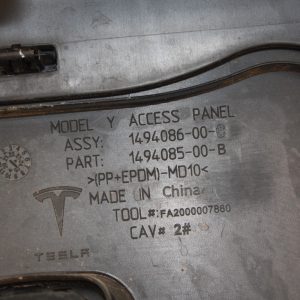 MODEL Y ACCESS PANEL
ASSY: 1494086-00-
PART: 1494085-00-B
>(PP+EPDM)-MD10<
MADE IN China
TOOL#:FA2000007860
CAV# 2#
TESLA